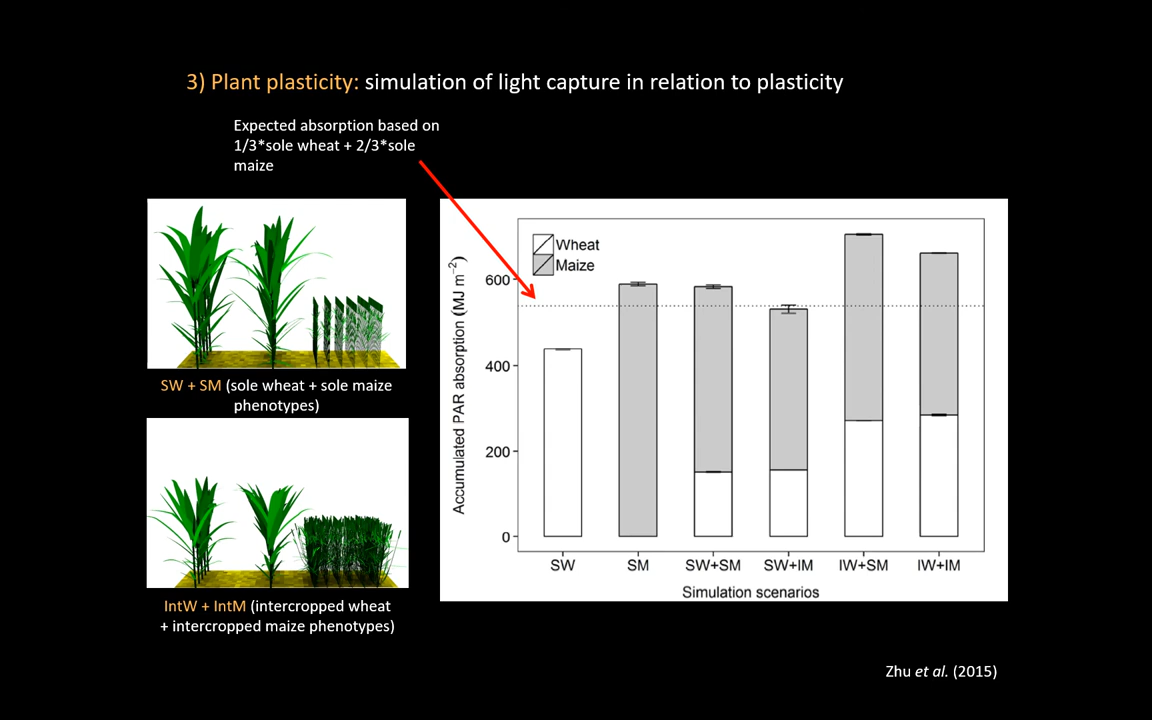 3) Plant plasticity: simulation of light capture in relation to plasticity
Expected absorption based on
1/3*sole wheat + 2/3*sole
maize
SW + SM (sole wheat + sole maize
phenotypes)
IntW + IntM (intercropped wheat
+ intercropped maize phenotypes)
Accumulated PAR absorption (MJ m⁻²)
600
400
200
0
Wheat
Maize
SW SM SW+SM SW+IM IW+SM IW+IM
Simulation scenarios
Zhu et al. (2015)